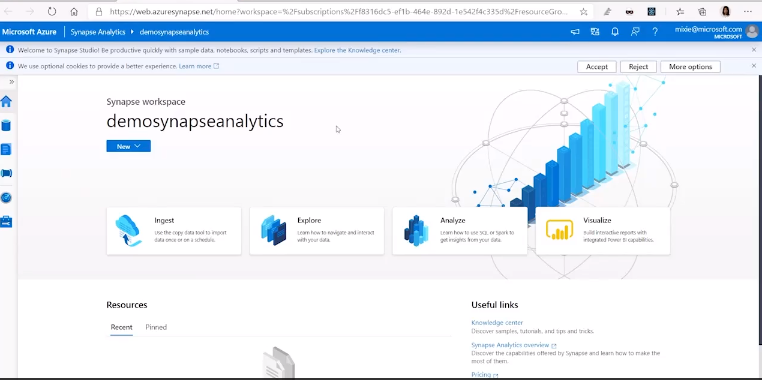 https://web.azuresynapse.net/home?workspace=%2Fsubscriptions%2Ff8316dc5-ef1b-464e-892d-1e542f4c335d%2FresourceGro...
Microsoft Azure
Synapse Analytics
demosynapseanalytics
mixie@microsoft.com
MICROSOFT
Welcome to Synapse Studio! Be productive quickly with sample data, notebooks, scripts and templates. Explore the Knowledge center.
We use optional cookies to provide a better experience. Learn more
Accept
Reject
More options
Synapse workspace
demosynapseanalytics
New
Ingest
Use the copy data tool to import
data once or on a schedule.
Explore
Learn how to navigate and interact
with your data.
Analyze
Learn how to use SQL or Spark to
get insights from your data.
Visualize
Build interactive reports with
integrated Power BI capabilities.
Resources
Recent
Pinned
Useful links
Knowledge center
Discover samples, tutorials, and tips and tricks.
Synapse Analytics overview
Discover the capabilities offered by Synapse and learn how to make the
most of them.
Pricing